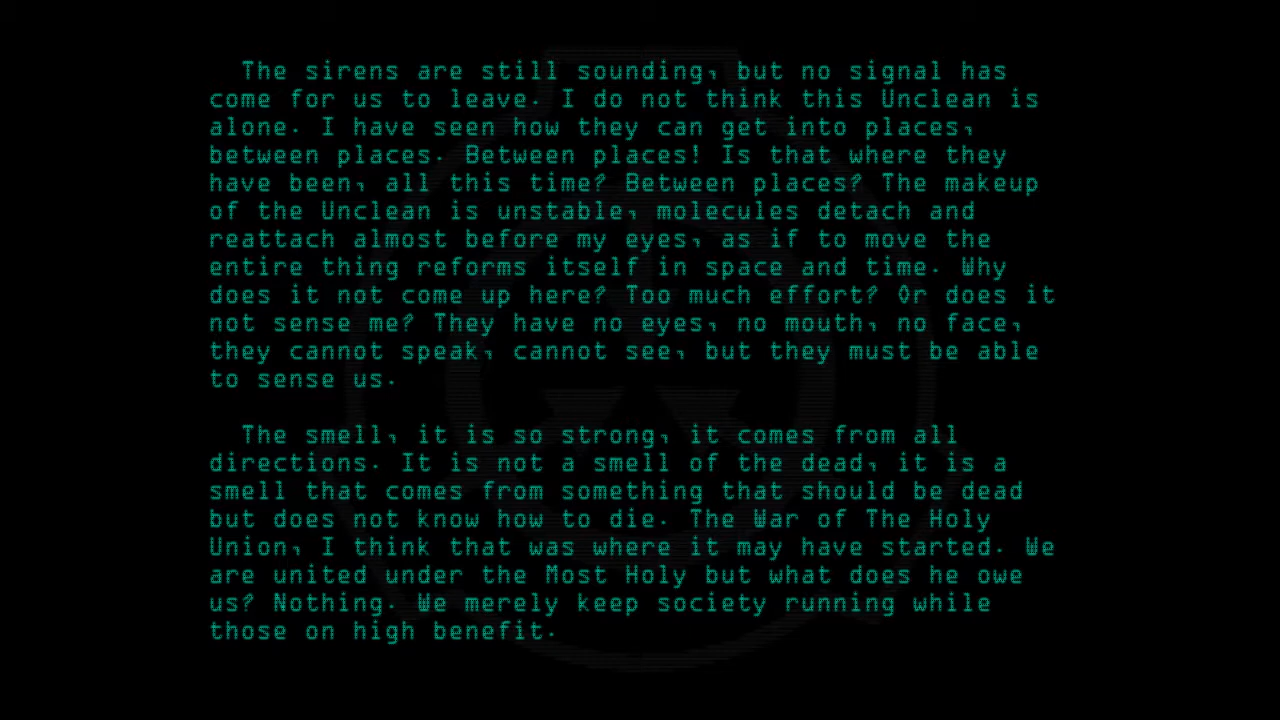 The sirens are still sounding, but no signal has
come for us to leave. I do not think this Unclean is
alone. I have seen how they can get into places,
between places. Between places! Is that where they
have been, all this time? Between places? The makeup
of the Unclean is unstable, molecules detach and
reattach almost before my eyes, as if to move the
entire thing reforms itself in space and time. Why
does it not come up here? Too much effort? Or does it
not sense me? They have no eyes, no mouth, no face,
they cannot speak, cannot see, but they must be able
to sense us.
The smell, it is so strong, it comes from all
directions. It is not a smell of the dead, it is a
smell that comes from something that should be dead
but does not know how to die. The War of The Holy
Union, I think that was where it may have started. We
are united under the Most Holy but what does he owe
us? Nothing. We merely keep society running while
those on high benefit.